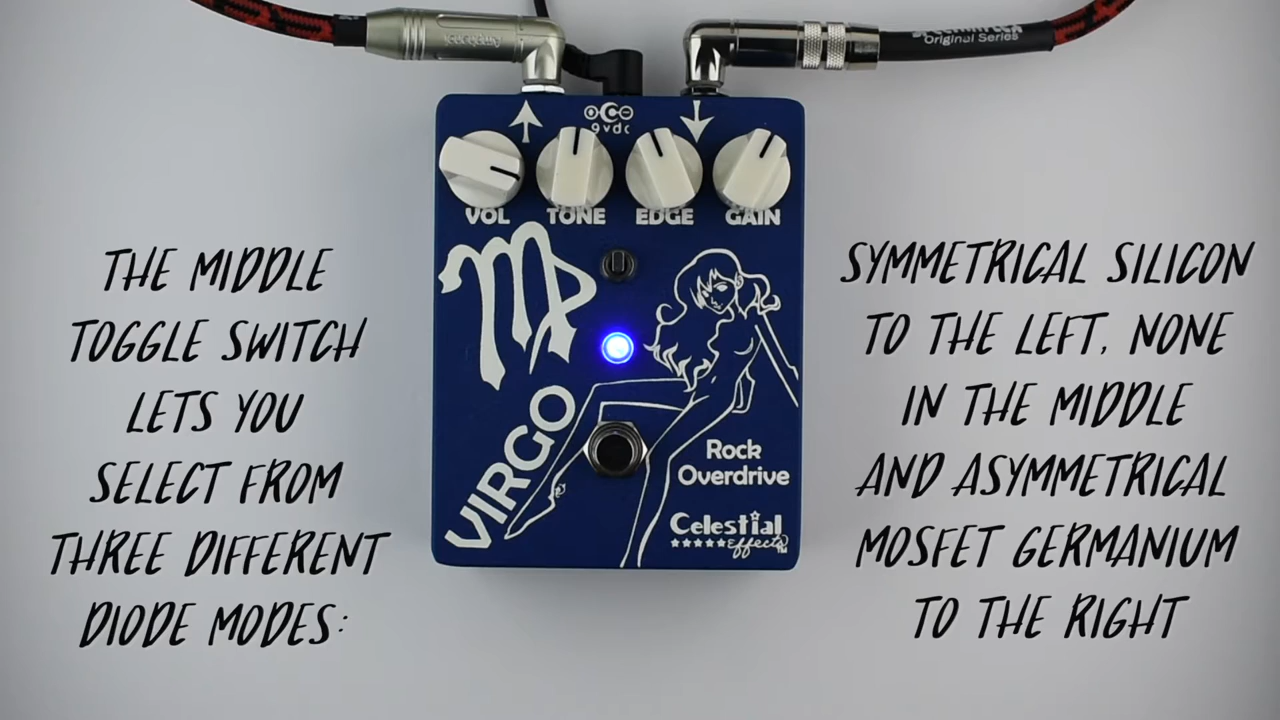 Original Series
9vdc
VOL TONE EDGE GAIN
THE MIDDLE
TOGGLE SWITCH
LETS YOU
SELECT FROM
THREE DIFFERENT
DIODE MODES:
VIRGO
Rock
Overdrive
Celestial
Effects
TM
SYMMETRICAL SILICON
TO THE LEFT, NONE
IN THE MIDDLE
AND ASYMMETRICAL
MOSFET GERMANIUM
TO THE RIGHT